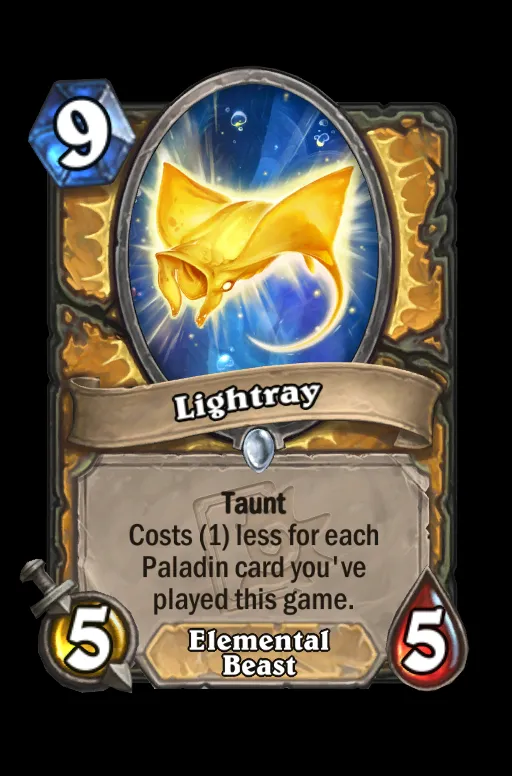 9
Lightray
Taunt
Costs (1) less for each
Paladin card you've
played this game.
5
Elemental
Beast
5